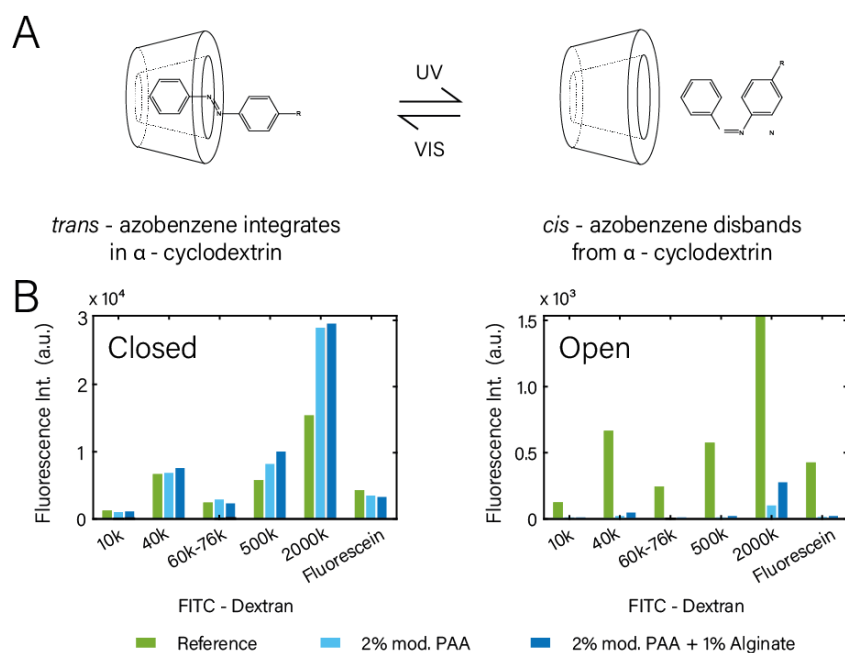 A
N
N
R
UV
VIS
R
N
N
trans - azobenzene integrates
in α - cyclodextrin
cis - azobenzene disbands
from α - cyclodextrin
B
x 10⁴
3
2
1
0
Fluorescence Int. (a.u.)
Closed
10k
40k
60k-76k
500k
2000k
Fluorescein
FITC - Dextran
x 10³
1.5
1.0
0.5
0
Fluorescence Int. (a.u.)
Open
10k
40k
60k-76k
500k
2000k
Fluorescein
FITC - Dextran
Reference
2% mod. PAA
2% mod. PAA + 1% Alginate